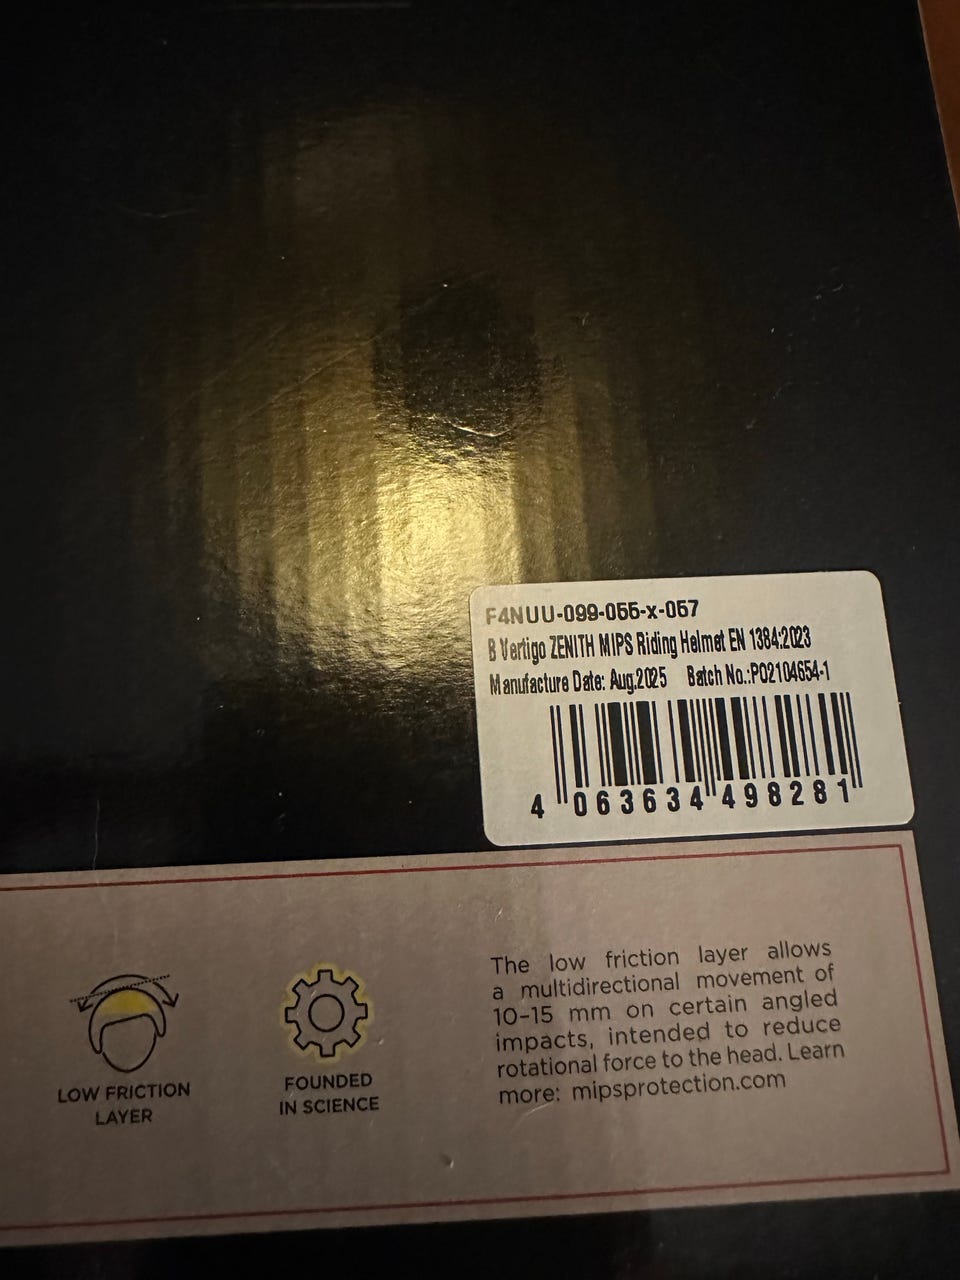 F4NUU-099-055-x-057
B Vertigo ZENITH MIPS Riding Helmet EN 1384:2023
Manufacture Date: Aug.2025 Batch No.:PO2104654-1
4 063634 498281
The low friction layer allows
a multidirectional movement of
10-15 mm on certain angled
impacts, intended to reduce
rotational force to the head. Learn
more: mipsprotection.com
LOW FRICTION
LAYER
FOUNDED
IN SCIENCE